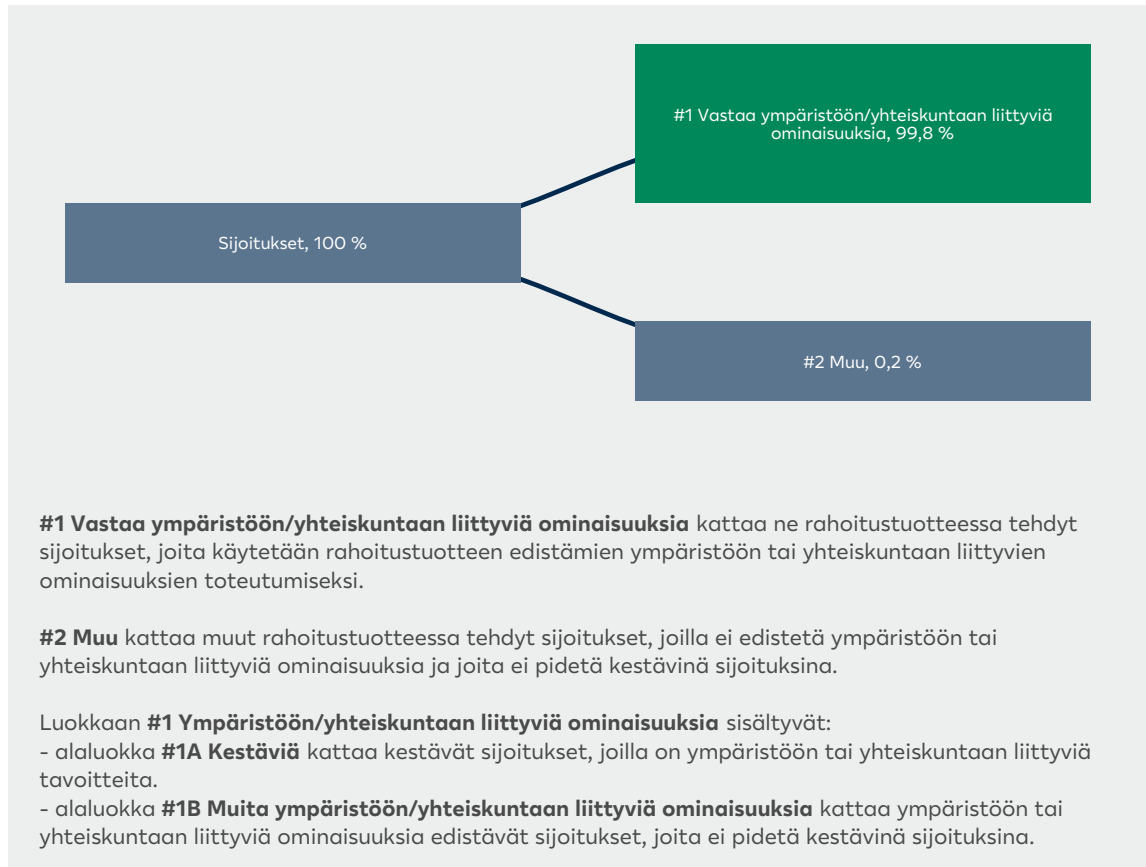 #1 Vastaa ympäristöön/yhteiskuntaan liittyviä
ominaisuuksia, 99,8 %
Sijoitukset, 100 %
#2 Muu, 0,2 %
#1 Vastaa ympäristöön/yhteiskuntaan liittyviä ominaisuuksia kattaa ne rahoitustuotteessa tehdyt
sijoitukset, joita käytetään rahoitustuotteen edistämien ympäristöön tai yhteiskuntaan liittyvien
ominaisuuksien toteutumiseksi.
#2 Muu kattaa muut rahoitustuotteessa tehdyt sijoitukset, joilla ei edistetä ympäristöön tai
yhteiskuntaan liittyviä ominaisuuksia ja joita ei pidetä kestävinä sijoituksina.
Luokkaan #1 Ympäristöön/yhteiskuntaan liittyviä ominaisuuksia sisältyvät:
- alaluokka #1A Kestäviä kattaa kestävät sijoitukset, joilla on ympäristöön tai yhteiskuntaan liittyviä
tavoitteita.
- alaluokka #1B Muita ympäristöön/yhteiskuntaan liittyviä ominaisuuksia kattaa ympäristöön tai
yhteiskuntaan liittyviä ominaisuuksia edistävät sijoitukset, joita ei pidetä kestävinä sijoituksina.